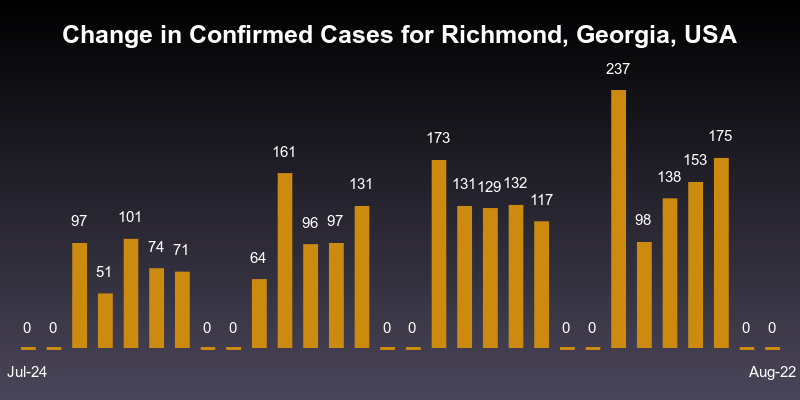 Change in Confirmed Cases for Richmond, Georgia, USA
0 0 97 51 101 74 71 0 0 64 161 96 97 131 0 0 173 131 129 132 117 0 0 237 98 138 153 175 0 0
Jul-24 Aug-22